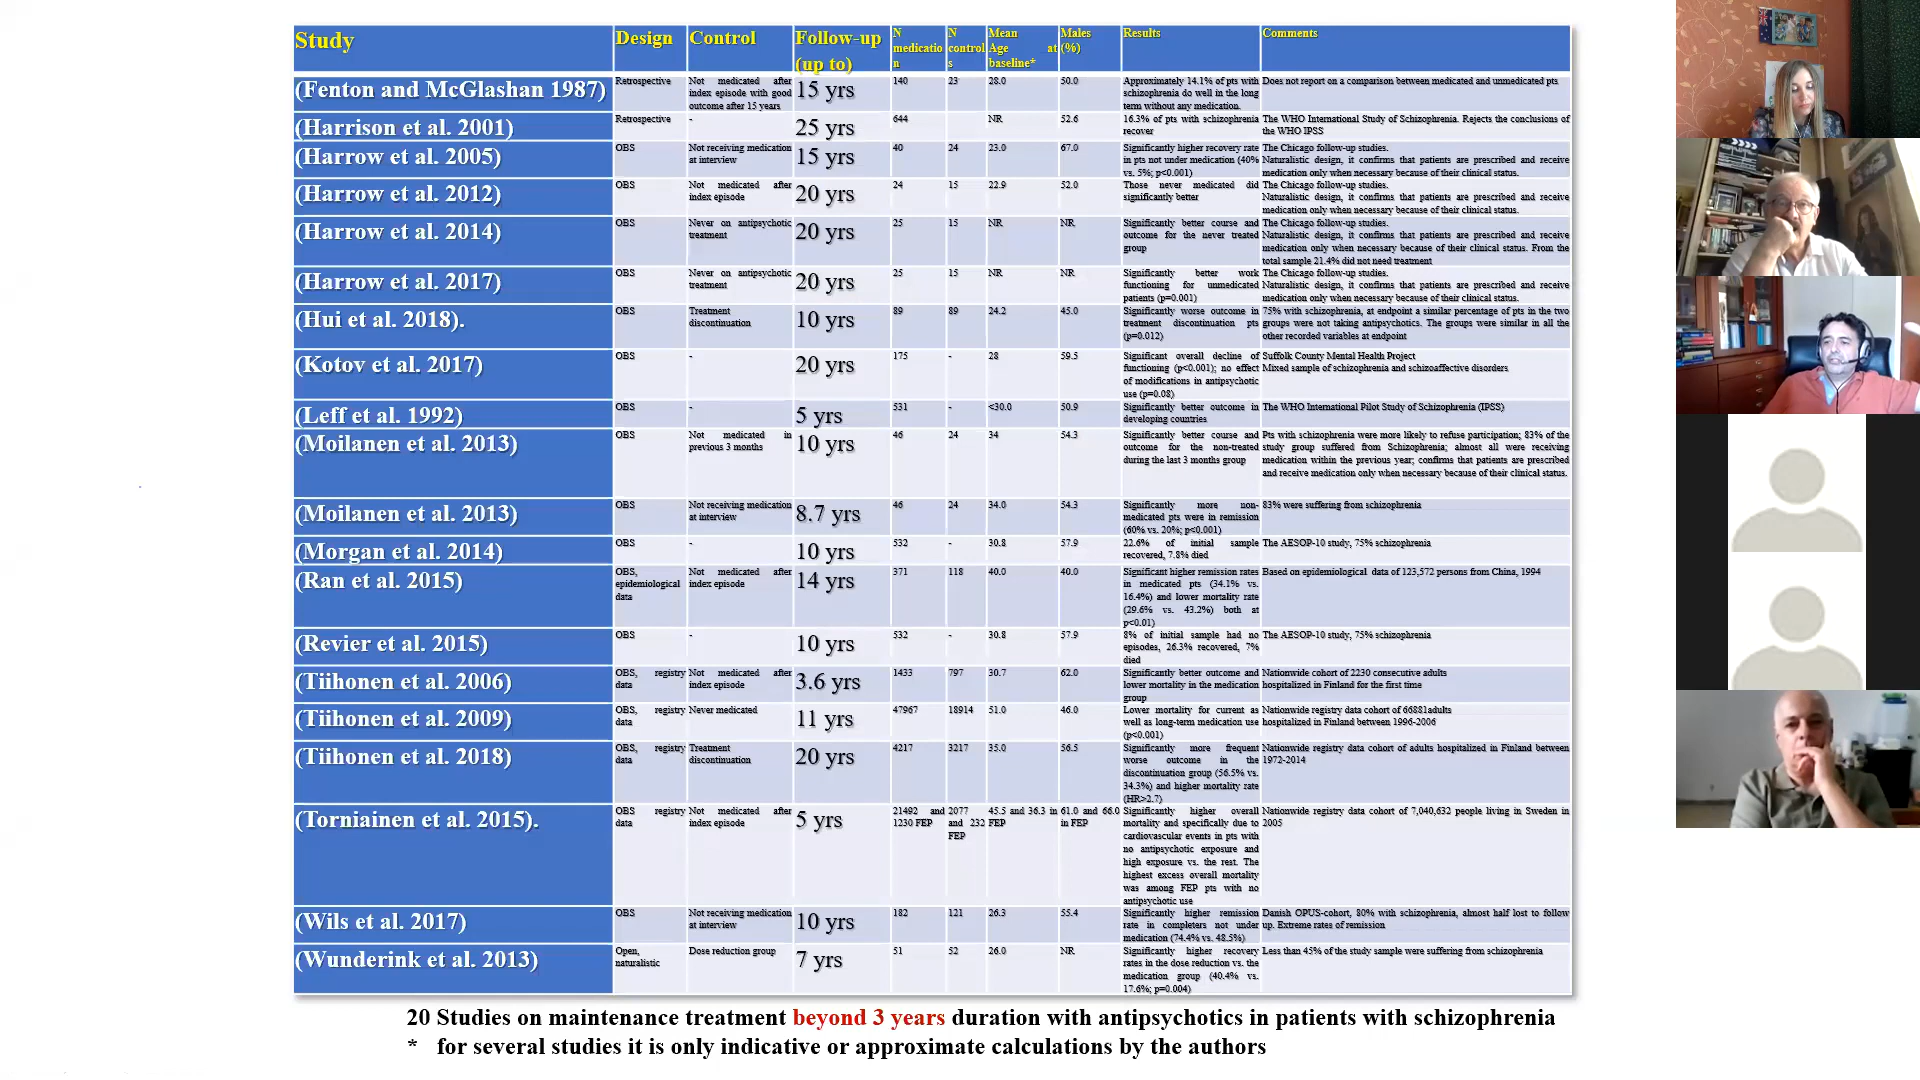 Study Design Control Follow-up (up to) N medicatio n N control s Mean Age at baseline* Males (%) Results Comments
(Fenton and McGlashan 1987) Retrospective Not medicated after index episode with good outcome after 15 years 15 yrs 140 23 28.0 50.0 Approximately 14.1% of pts with schizophrenia do well in the long term without any medication. Does not report on a comparison between medicated and unmedicated pts
(Harrison et al. 2001) Retrospective - 25 yrs 644 NR 52.6 16.3% of pts with schizophrenia recover The WHO International Study of Schizophrenia. Rejects the conclusions of the WHO IPSS
(Harrow et al. 2005) OBS Not receiving medication at interview 15 yrs 40 24 23.0 67.0 Significantly higher recovery rate in pts not under medication (40% vs. 5%; p<0.001) The Chicago follow-up studies. Naturalistic design, it confirms that patients are prescribed and receive medication only when necessary because of their clinical status.
(Harrow et al. 2012) OBS Not medicated after index episode 20 yrs 24 15 22.9 52.0 Those never medicated did significantly better The Chicago follow-up studies. Naturalistic design, it confirms that patients are prescribed and receive medication only when necessary because of their clinical status.
(Harrow et al. 2014) OBS Never on antipsychotic treatment 20 yrs 25 15 NR NR Significantly better course and outcome for the never treated group The Chicago follow-up studies. Naturalistic design, it confirms that patients are prescribed and receive medication only when necessary because of their clinical status. From the total sample 21.4% did not need treatment
(Harrow et al. 2017) OBS Never on antipsychotic treatment 20 yrs 25 15 NR NR Significantly better work functioning for unmedicated patients (p=0.001) The Chicago follow-up studies. Naturalistic design, it confirms that patients are prescribed and receive medication only when necessary because of their clinical status.
(Hui et al. 2018). OBS Treatment discontinuation 10 yrs 89 89 24.2 45.0 Significantly worse outcome in treatment discontinuation pts (p=0.012) 75% with schizophrenia, at endpoint a similar percentage of pts in the two groups were not taking antipsychotics. The groups were similar in all the other recorded variables at endpoint
(Kotov et al. 2017) OBS - 20 yrs 175 - 28 59.5 Significant overall decline of functioning (p<0.001); no effect of modifications in antipsychotic use (p=0.08) Suffolk County Mental Health Project Mixed sample of schizophrenia and schizoaffective disorders
(Leff et al. 1992) OBS - 5 yrs 531 - <30.0 50.9 Significantly better outcome in developing countries The WHO International Pilot Study of Schizophrenia (IPSS)
(Moilanen et al. 2013) OBS Not medicated in previous 3 months 10 yrs 46 24 34 54.3 Significantly better course and outcome for the non-treated during the last 3 months group Pts with schizophrenia were more likely to refuse participation; 83% of the study group suffered from Schizophrenia; almost all were receiving medication within the previous year; confirms that patients are prescribed and receive medication only when necessary because of their clinical status.
(Moilanen et al. 2013) OBS Not receiving medication at interview 8.7 yrs 46 24 34.0 54.3 Significantly more non-medicated pts were in remission (60% vs. 20%; p<0.001) 83% were suffering from schizophrenia
(Morgan et al. 2014) OBS - 10 yrs 532 - 30.8 57.9 22.6% of initial sample recovered, 7.8% died The AESOP-10 study, 75% schizophrenia
(Ran et al. 2015) OBS, epidemiological data Not medicated after index episode 14 yrs 371 118 40.0 40.0 Significant higher remission rates in medicated pts (34.1% vs. 16.4%) and lower mortality rate (29.6% vs. 43.2%) both at p<0.01) Based on epidemiological data of 123,572 persons from China, 1994
(Revier et al. 2015) OBS - 10 yrs 532 - 30.8 57.9 8% of initial sample had no episodes, 26.3% recovered, 7% died The AESOP-10 study, 75% schizophrenia
(Tiihonen et al. 2006) OBS, registry data Not medicated after index episode 3.6 yrs 1433 797 30.7 62.0 Significantly better outcome and lower mortality in the medication group Nationwide cohort of 2230 consecutive adults hospitalized in Finland for the first time
(Tiihonen et al. 2009) OBS, registry data Never medicated 11 yrs 47967 18914 51.0 46.0 Lower mortality for current as well as long-term medication use (p<0.001) Nationwide registry data cohort of 66881adults hospitalized in Finland between 1996-2006
(Tiihonen et al. 2018) OBS, registry data Treatment discontinuation 20 yrs 4217 3217 35.0 56.5 Significantly more frequent worse outcome in the discontinuation group (56.5% vs. 34.3%) and higher mortality rate (HR>2.7) Nationwide registry data cohort of adults hospitalized in Finland between 1972-2014
(Torniainen et al. 2015). OBS registry data Not medicated after index episode 5 yrs 21492 and 1230 FEP 2077 and 232 FEP 45.5 and 36.3 in FEP 61.0 and 66.0 in FEP Significantly higher overall mortality and specifically due to cardiovascular events in pts with no antipsychotic exposure and high exposure vs. the rest. The highest excess overall mortality was among FEP pts with no antipsychotic use Nationwide registry data cohort of 7,040,632 people living in Sweden in 2005
(Wils et al. 2017) OBS Not receiving medication at interview 10 yrs 182 121 26.3 55.4 Significantly higher remission rate in completers not under medication (74.4% vs. 48.5%) Danish OPUS-cohort, 80% with schizophrenia, almost half lost to follow up. Extreme rates of remission
(Wunderink et al. 2013) Open, naturalistic Dose reduction group 7 yrs 51 52 26.0 NR Significantly higher recovery rates in the dose reduction vs. the medication group (40.4% vs. 17.6%; p=0.004) Less than 45% of the study sample were suffering from schizophrenia
20 Studies on maintenance treatment beyond 3 years duration with antipsychotics in patients with schizophrenia
* for several studies it is only indicative or approximate calculations by the authors